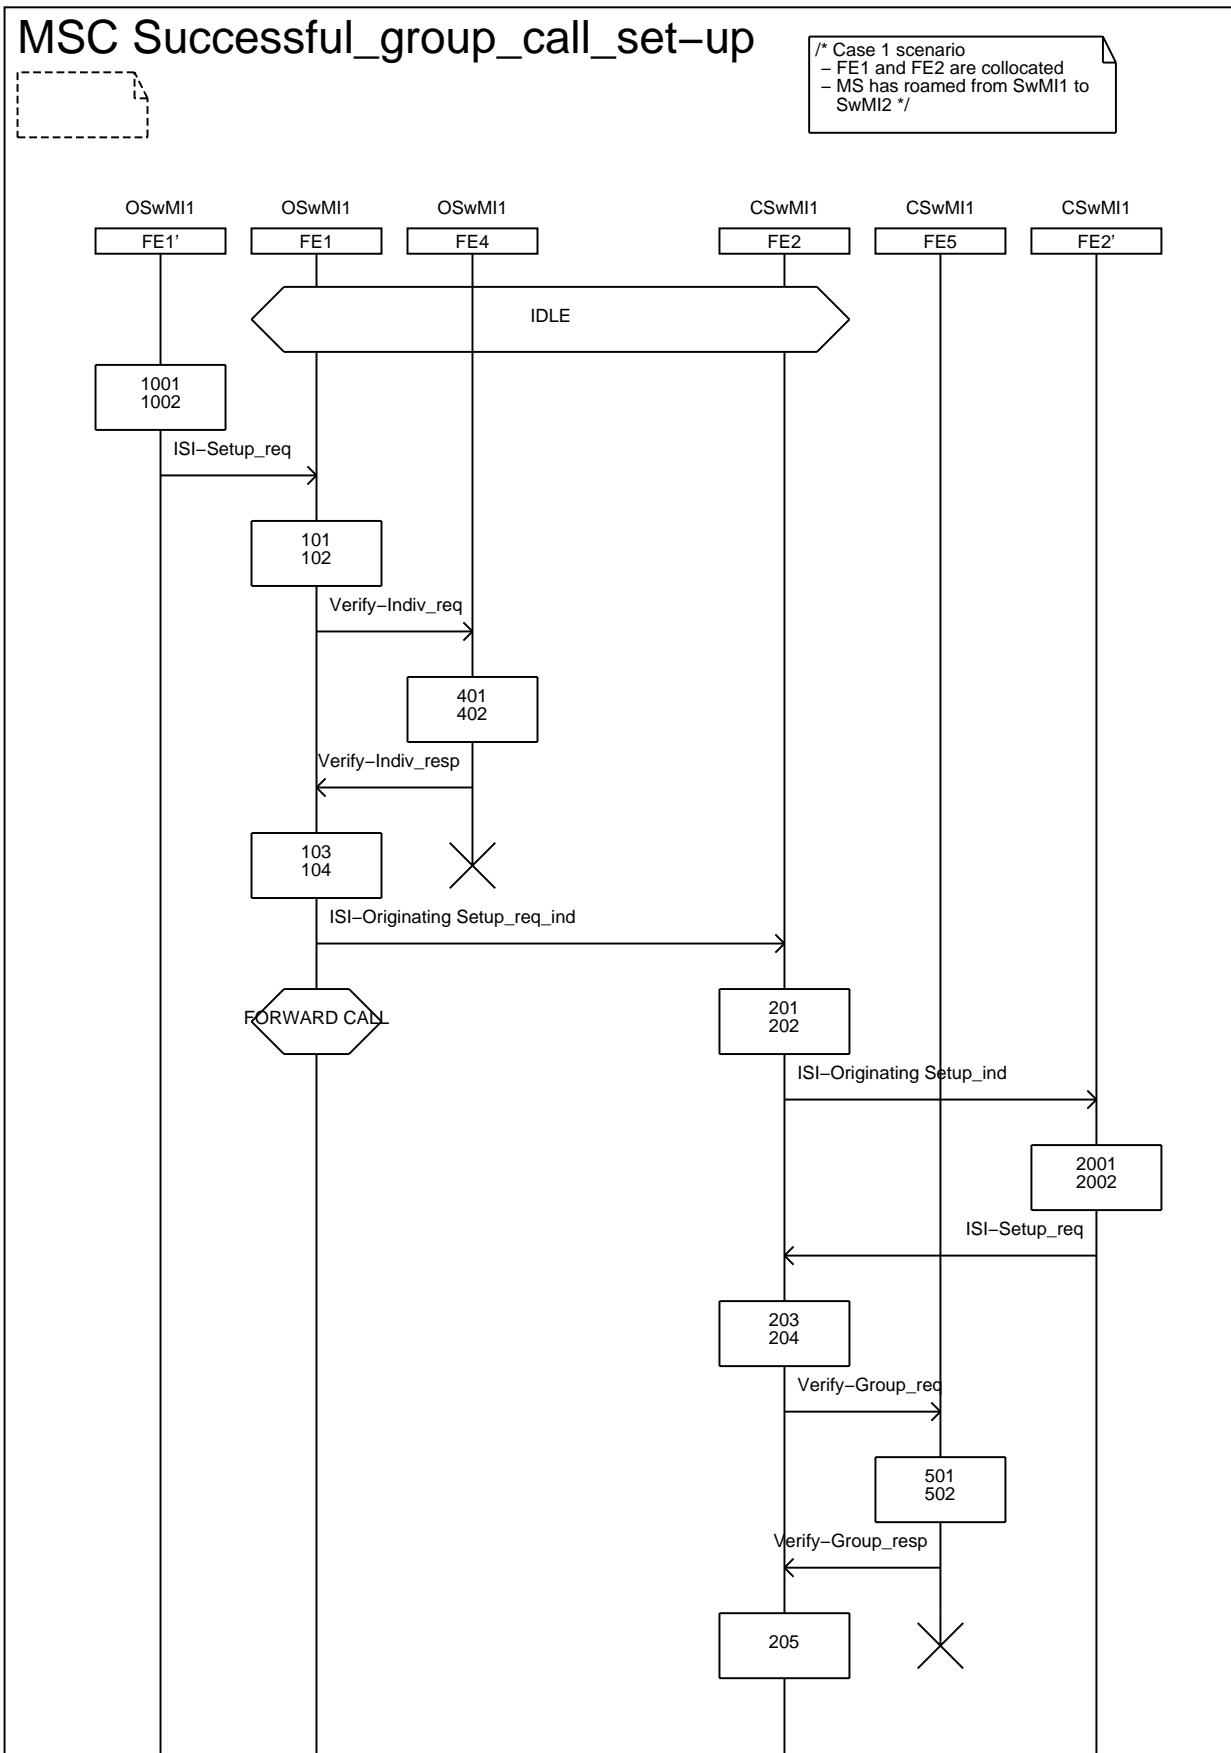 MSC Successful_group_call_set−up
/* Case 1 scenario
− FE1 and FE2 are collocated
− MS has roamed from SwMI1 to
SwMI2 */
OSwMI1 OSwMI1 OSwMI1 CSwMI1 CSwMI1 CSwMI1
FE1' FE1 FE4 FE2 FE5 FE2'
IDLE
1001
1002
ISI−Setup_req
101
102
Verify−Indiv_req
401
402
Verify−Indiv_resp
103
104
ISI−Originating Setup_req_ind
FORWARD CALL
201
202
ISI−Originating Setup_ind
2001
2002
ISI−Setup_req
203
204
Verify−Group_req
501
502
Verify−Group_resp
205